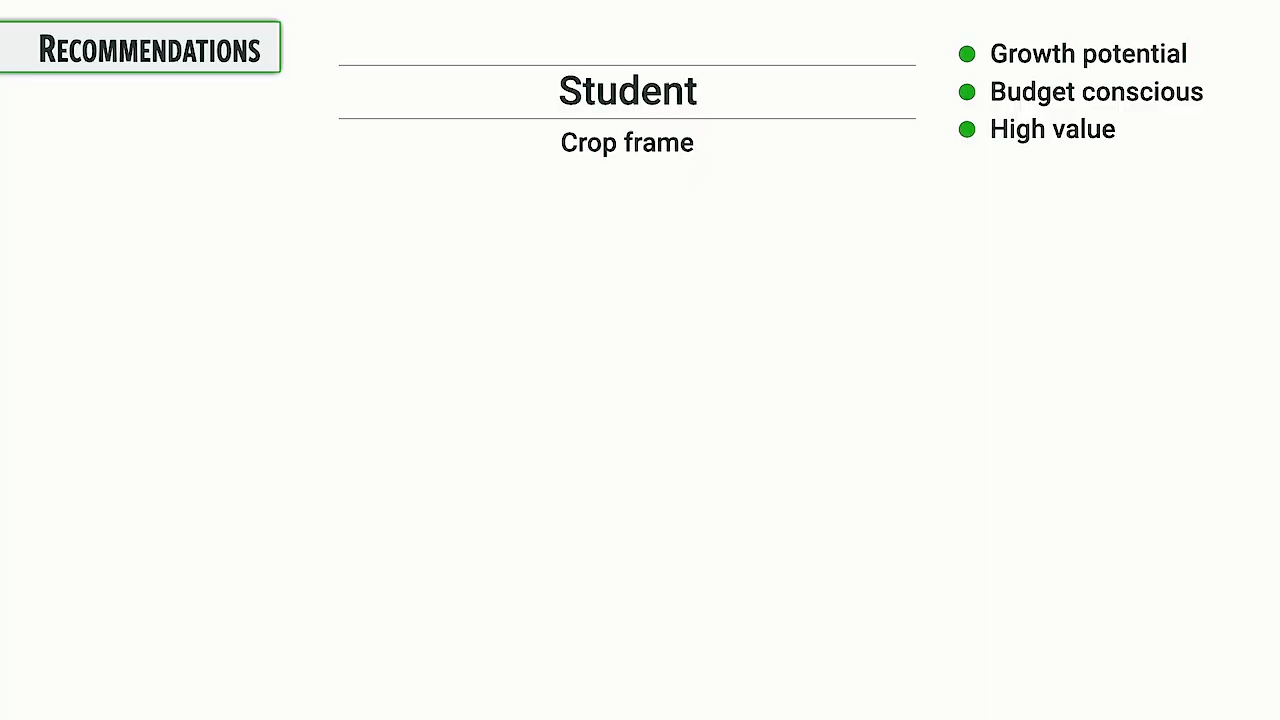 RECOMMENDATIONS
Student
Crop frame
Growth potential
Budget conscious
High value